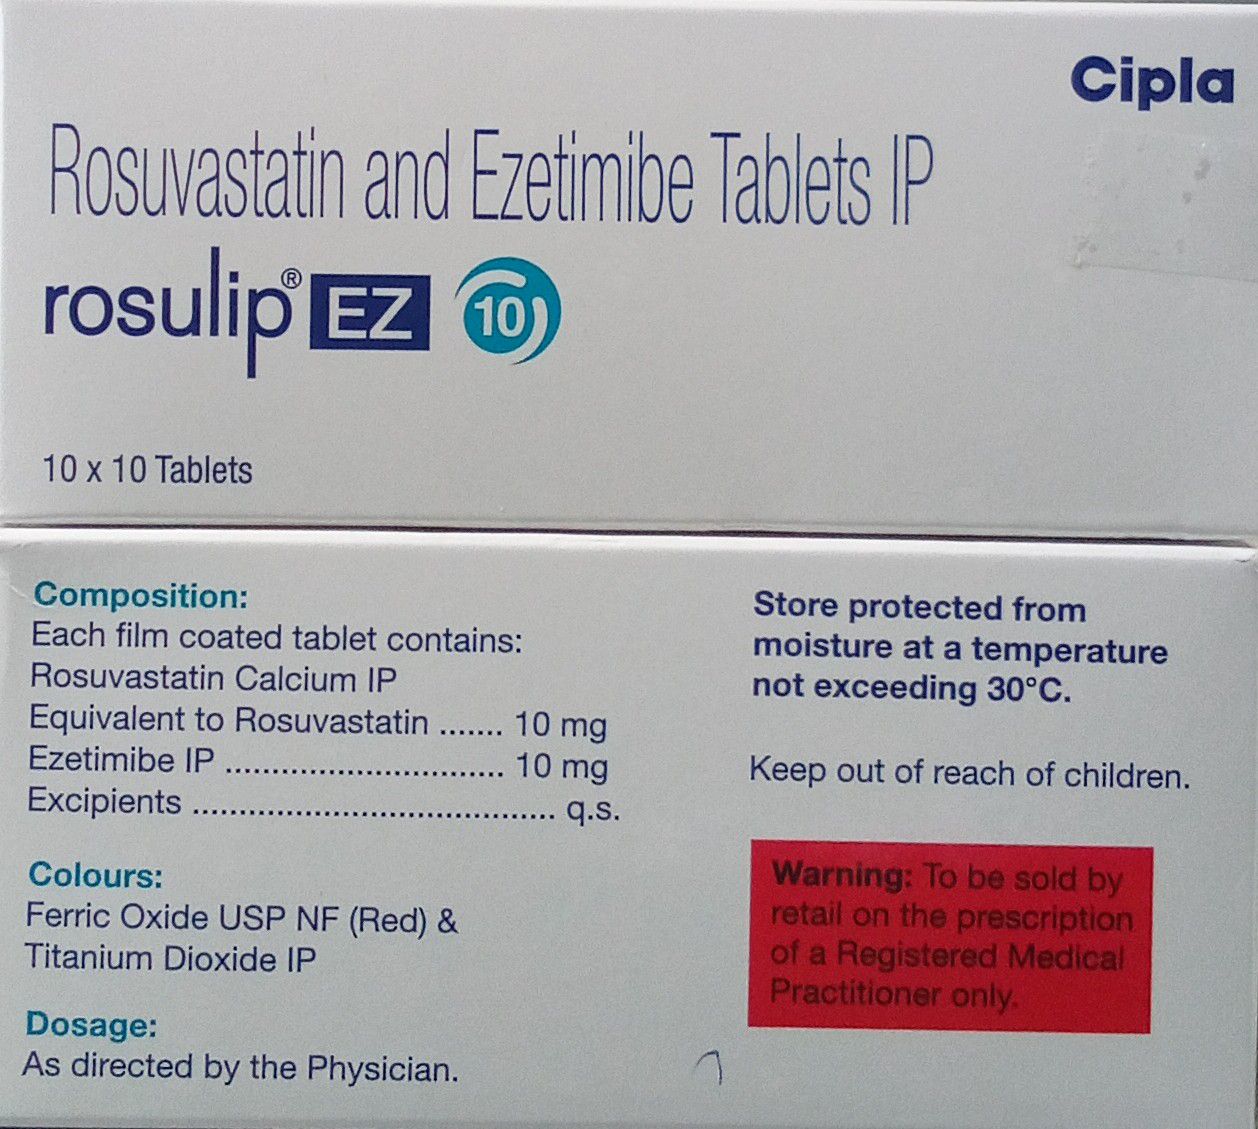 Cipla
Rosuvastatin and Ezetimibe Tablets IP
rosulip® EZ 10
10 x 10 Tablets
Composition:
Each film coated tablet contains:
Rosuvastatin Calcium IP
Equivalent to Rosuvastatin ....... 10 mg
Ezetimibe IP .............................. 10 mg
Excipients ...................................... q.s.
Colours:
Ferric Oxide USP NF (Red) &
Titanium Dioxide IP
Dosage:
As directed by the Physician.
Store protected from
moisture at a temperature
not exceeding 30°C.
Keep out of reach of children.
Warning: To be sold by
retail on the prescription
of a Registered Medical
Practitioner only.